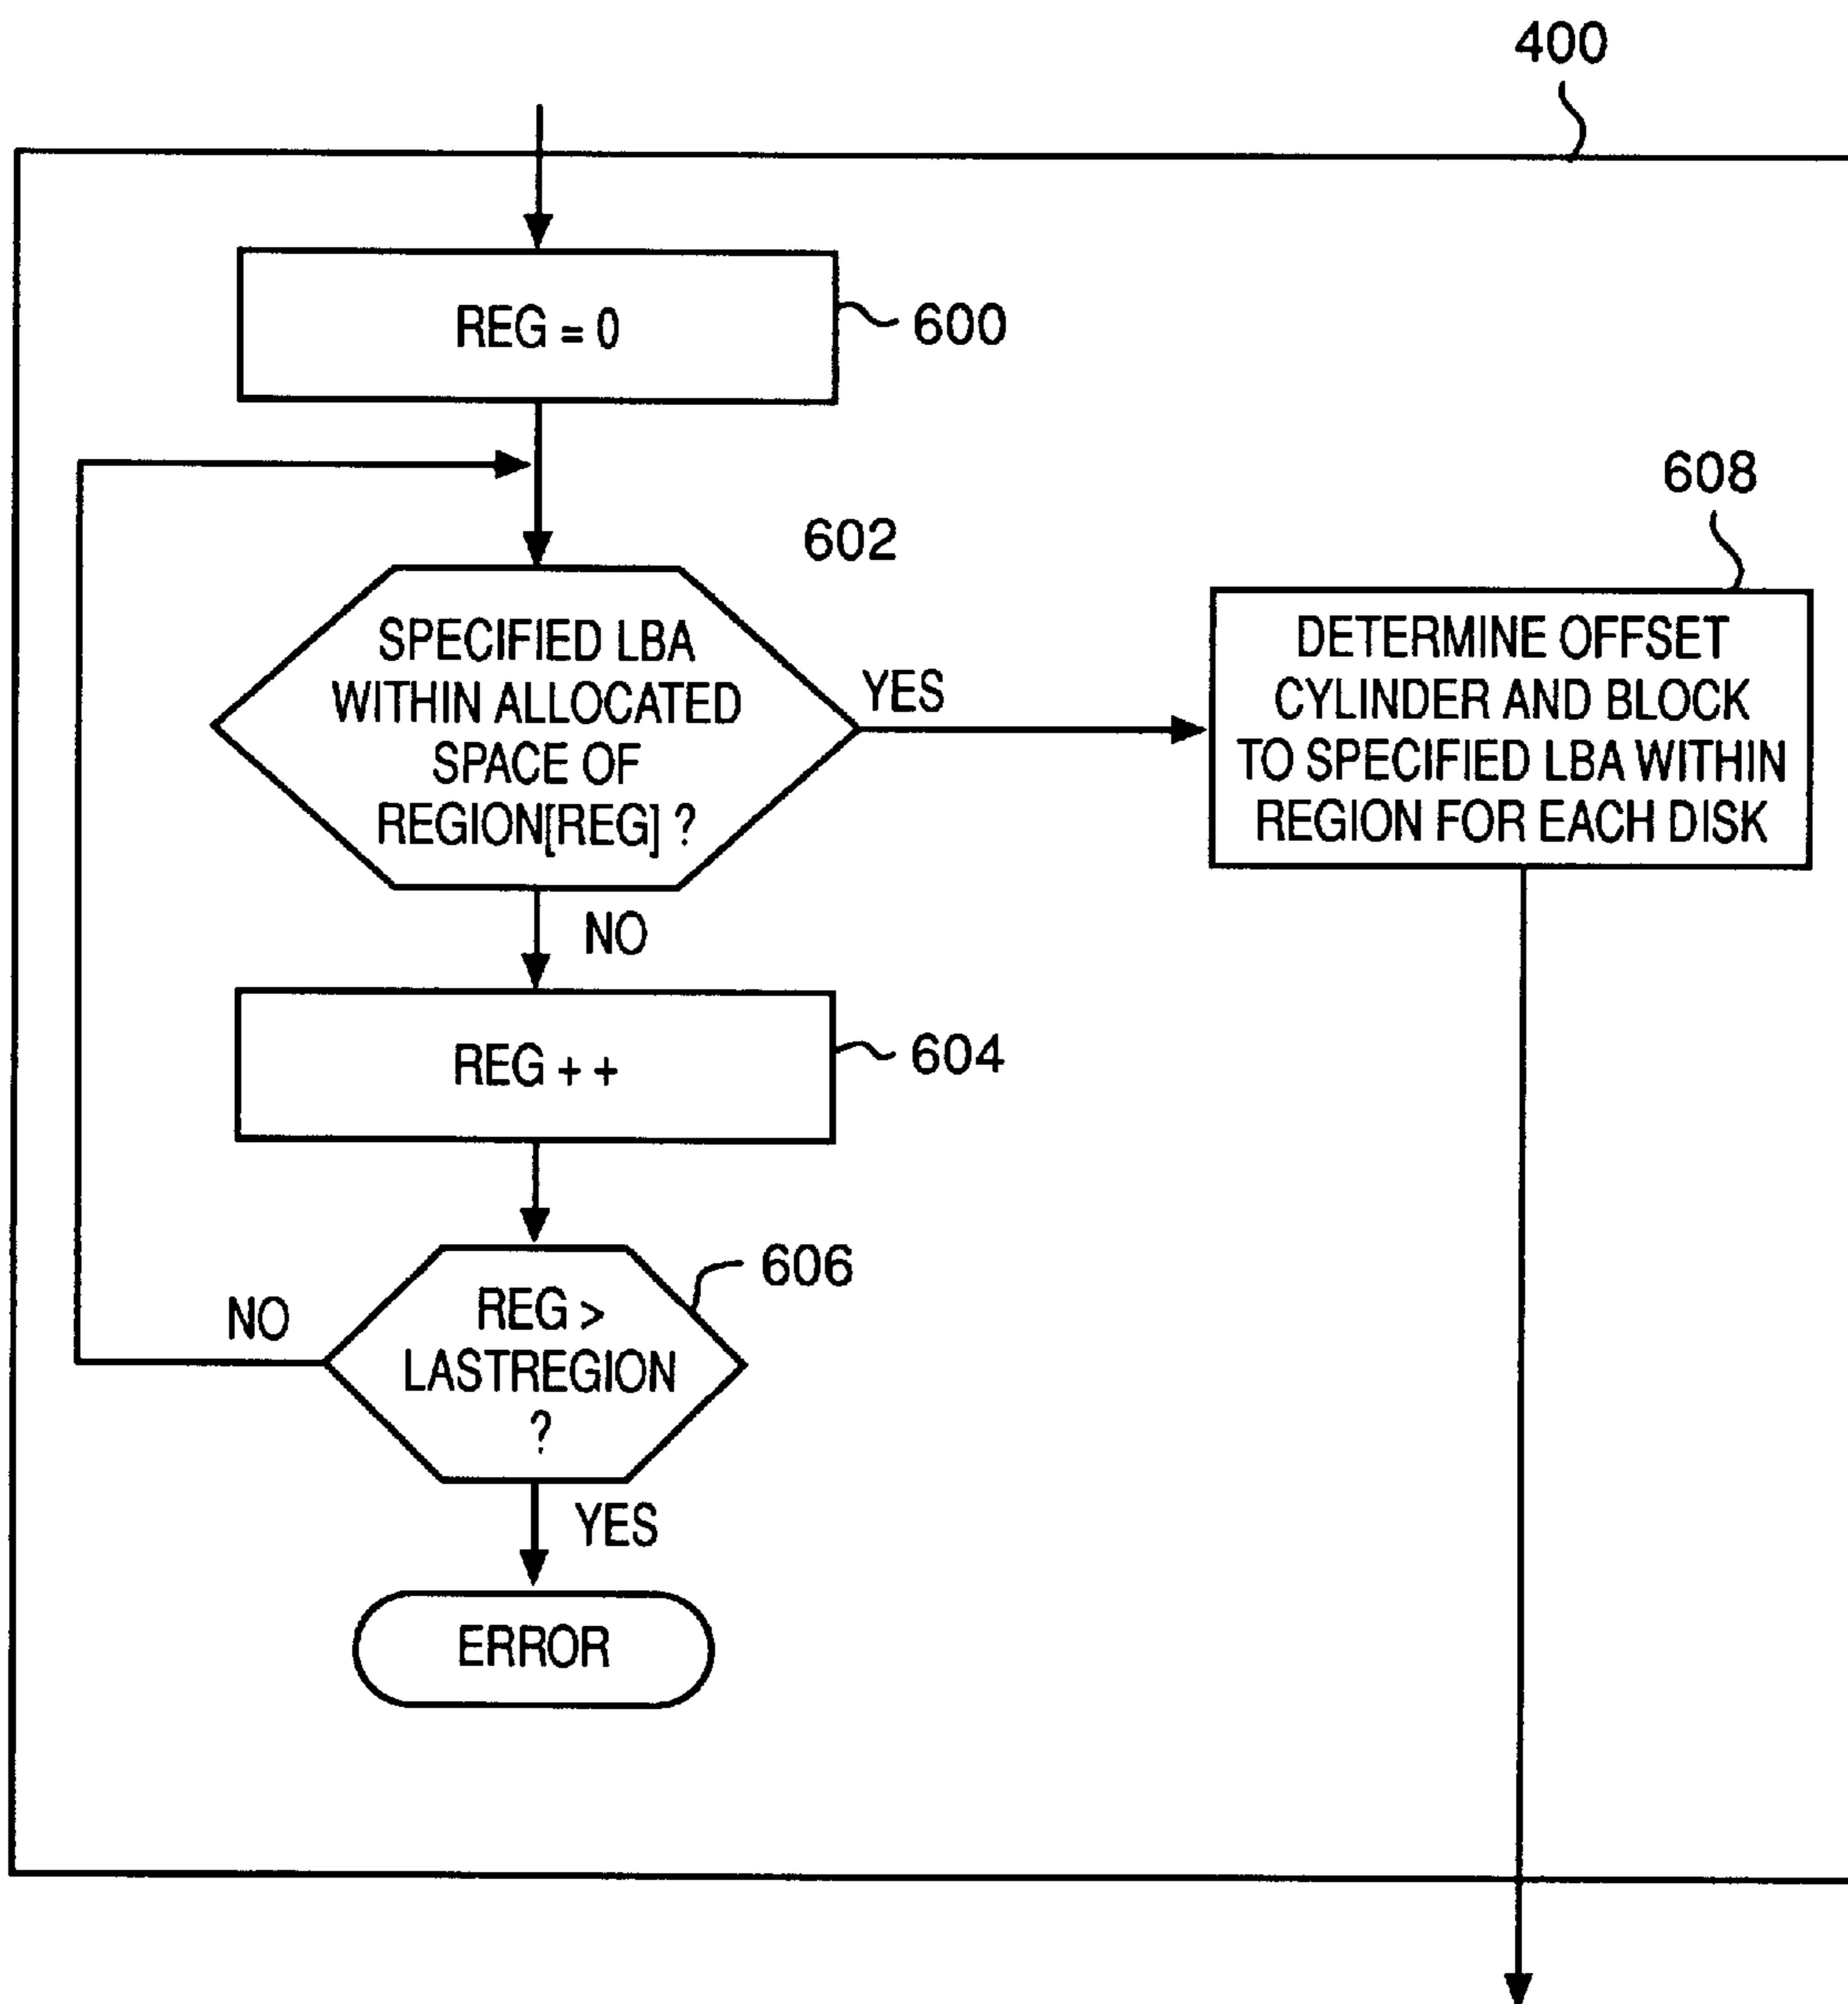 400
REG = 0
600
602
608
SPECIFIED LBA
WITHIN ALLOCATED
SPACE OF
REGION[REG] ?
YES
DETERMINE OFFSET
CYLINDER AND BLOCK
TO SPECIFIED LBA WITHIN
REGION FOR EACH DISK
NO
REG + +
604
606
REG >
LASTREGION
?
NO
YES
ERROR